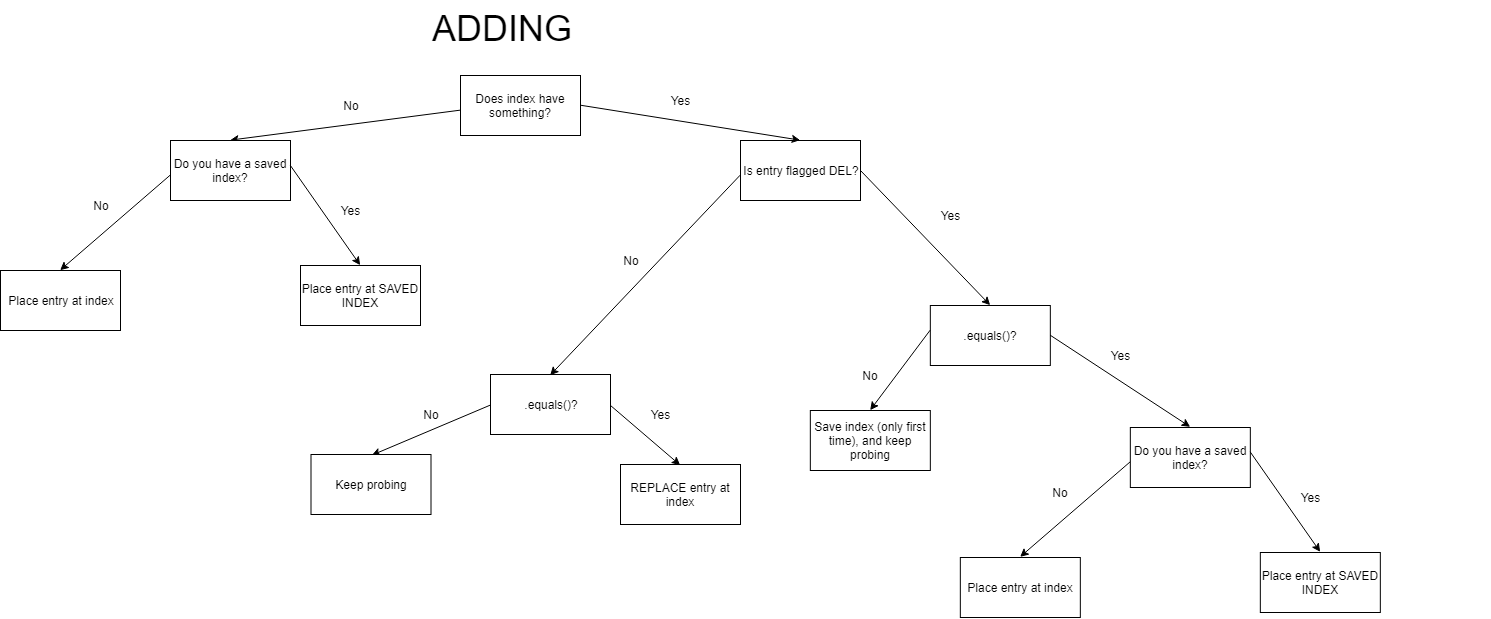 ADDING
Does index have
something?
No
Yes
Do you have a saved
index?
Is entry flagged DEL?
No
Yes
No
Yes
Place entry at index
Place entry at SAVED
INDEX
.equals()?
No
Yes
.equals()?
No
Yes
Save index (only first
time), and keep
probing
Do you have a saved
index?
Keep probing
REPLACE entry at
index
No
Yes
Place entry at index
Place entry at SAVED
INDEX